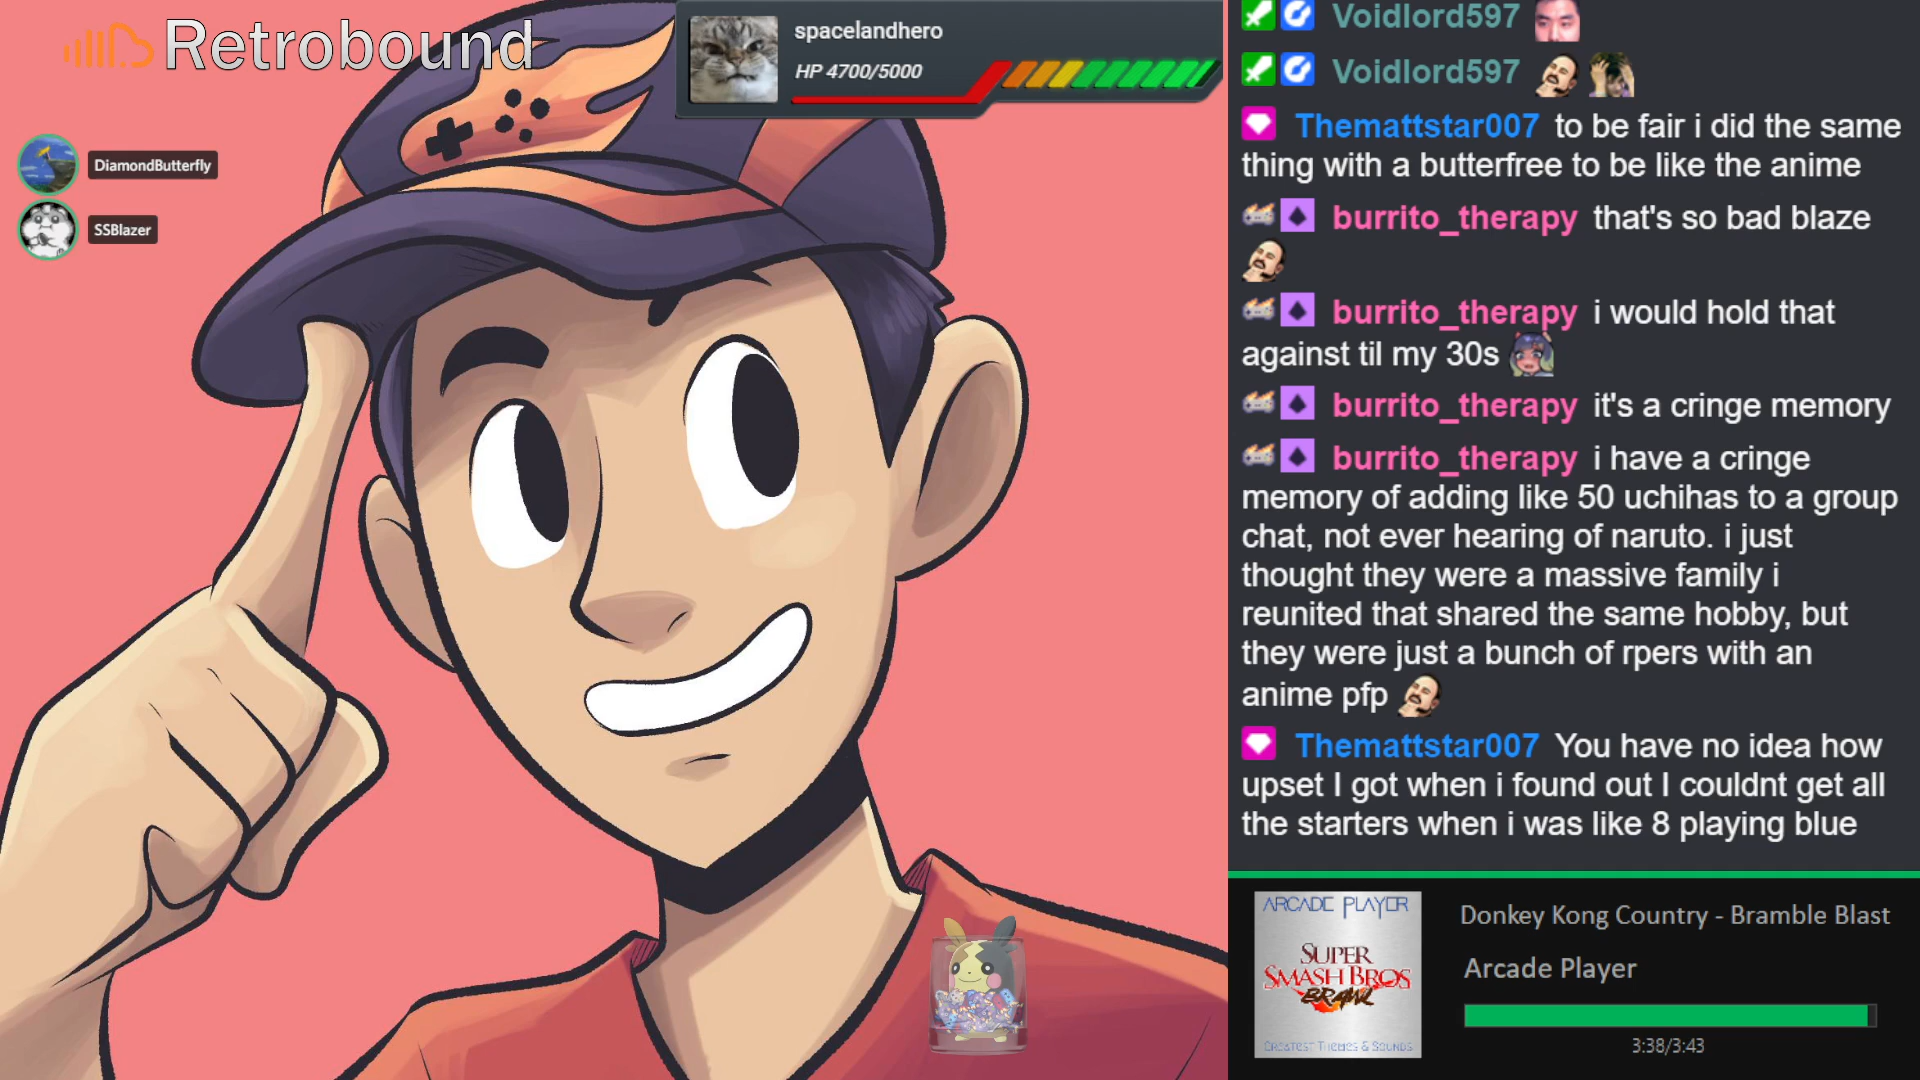 Retrobound
spacelandhero
HP 4700/5000
DiamondButterfly
SSBlazer
Voidlord597
Voidlord597
Themattstar007 to be fair i did the same
thing with a butterfree to be like the anime
burrito_therapy that's so bad blaze
burrito_therapy i would hold that
against til my 30s
burrito_therapy it's a cringe memory
burrito_therapy i have a cringe
memory of adding like 50 uchihas to a group
chat, not ever hearing of naruto. i just
thought they were a massive family i
reunited that shared the same hobby, but
they were just a bunch of rpers with an
anime pfp
Themattstar007 You have no idea how
upset I got when i found out I couldnt get all
the starters when i was like 8 playing blue
ARCADE PLAYER
SUPER
SMASH BROS
BRAWL
GREATEST THEMES & SOUNDS
Donkey Kong Country - Bramble Blast
Arcade Player
3:38/3:43